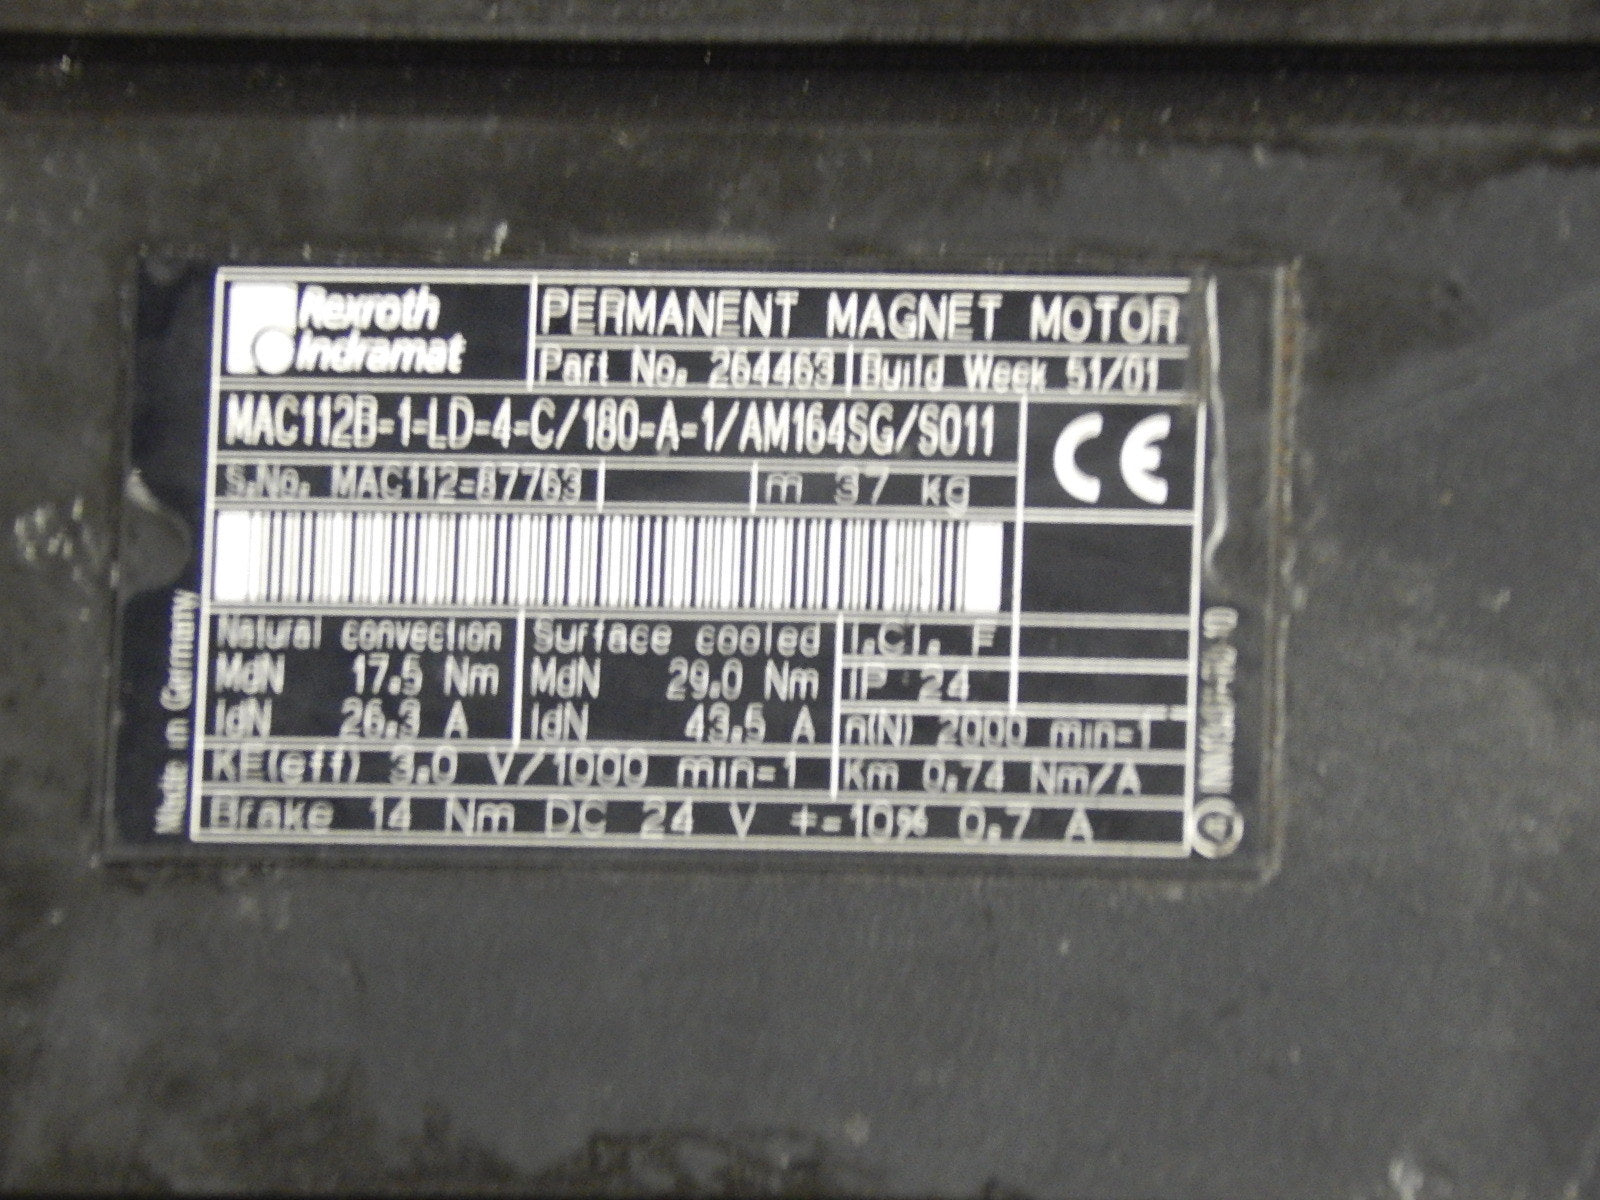 Rexroth
Indramat
PERMANENT MAGNET MOTOR
Part No. 264463 Build Week 51/01
MAC112B-1-LD-4-C/180-A-1/AM164SG/S011
CE
S.No. MAC112-87763 m 37 kg
Natural convection Surface cooled I.Cl. F
MdN 17.5 Nm MdN 29.0 Nm IP 24
IdN 26.3 A IdN 43.5 A n(N) 2000 min-1
KE(eff) 3.0 V/1000 min-1 Km 0.74 Nm/A
Brake 14 Nm DC 24 V +-10% 0.7 A
Made in Germany
A